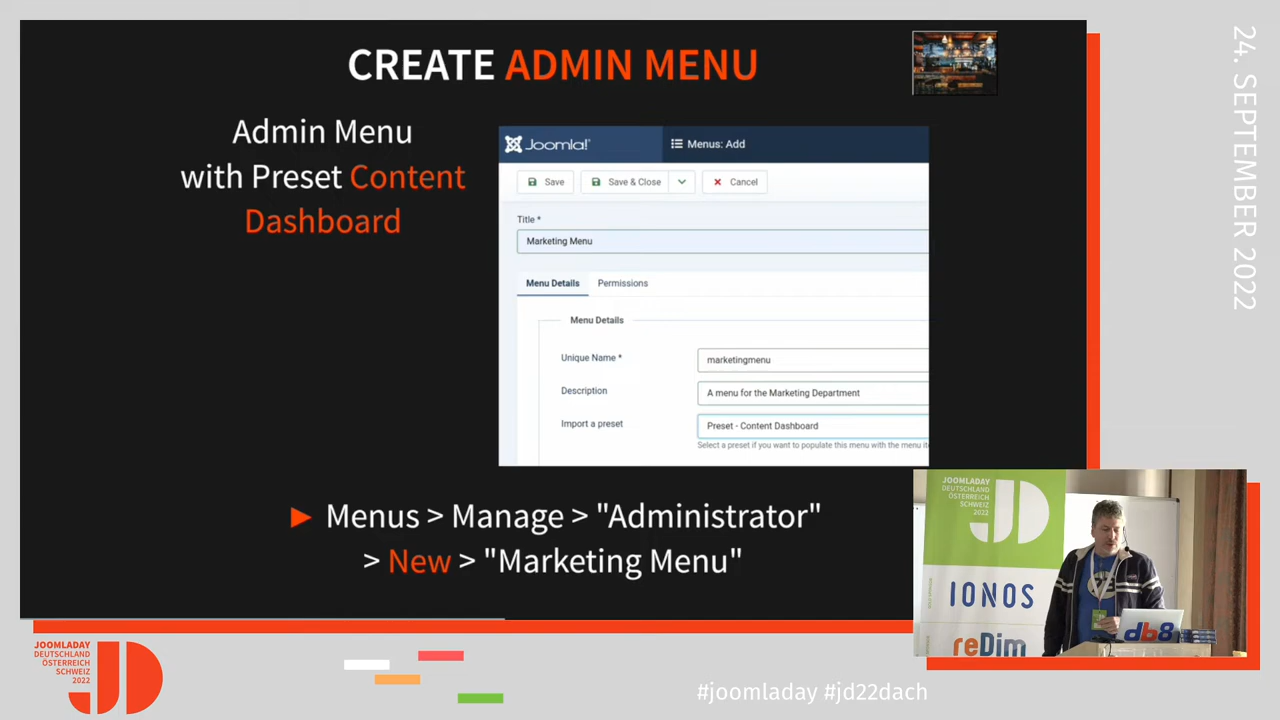 CREATE ADMIN MENU
Admin Menu
with Preset Content
Dashboard
Joomla!
Menus: Add
Save
Save & Close
Cancel
Title *
Marketing Menu
Menu Details
Permissions
Menu Details
Unique Name *
marketingmenu
Description
A menu for the Marketing Department
Import a preset
Preset - Content Dashboard
Select a preset if you want to populate this menu with the menu it
Menus > Manage > "Administrator"
> New > "Marketing Menu"
24. SEPTEMBER 2022
JOOMLADAY
DEUTSCHLAND
ÖSTERREICH
SCHWEIZ
2022
JD
IONOS
reDim
db8
JOOMLADAY
DEUTSCHLAND
ÖSTERREICH
SCHWEIZ
2022
JD
#joomladay #jd22dach